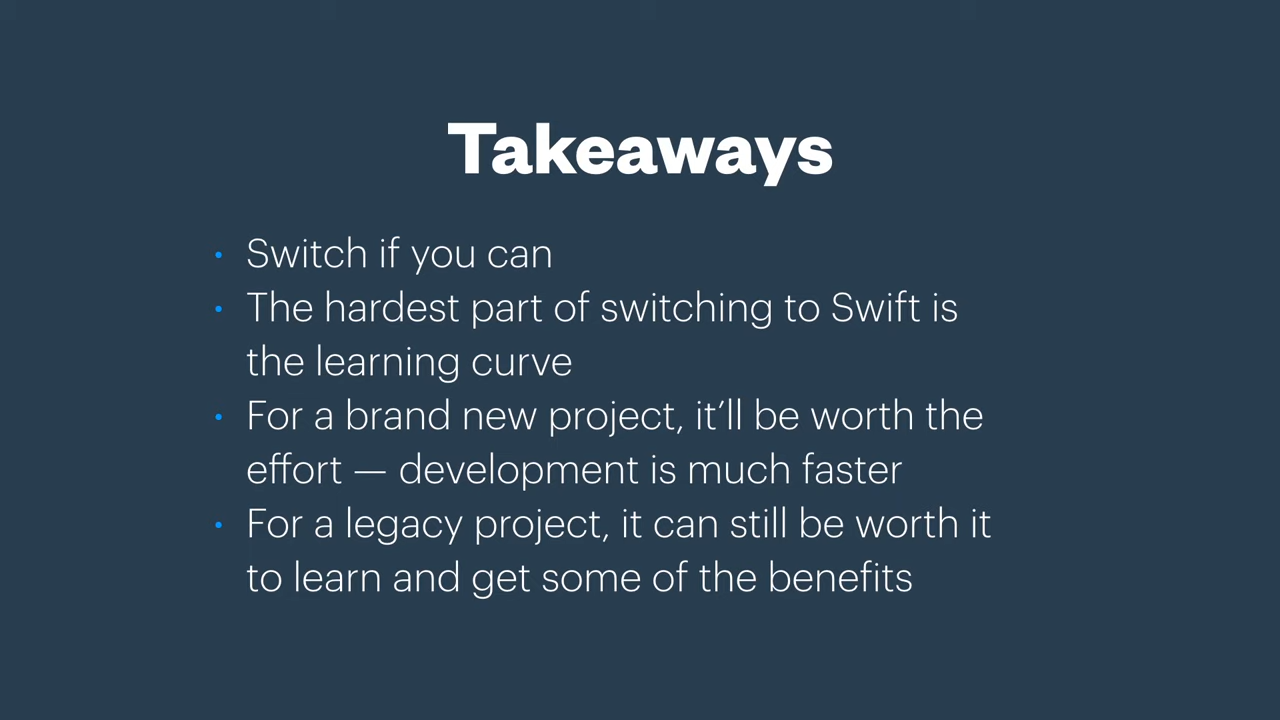 Takeaways
• Switch if you can
• The hardest part of switching to Swift is
the learning curve
• For a brand new project, it’ll be worth the
effort — development is much faster
• For a legacy project, it can still be worth it
to learn and get some of the benefits